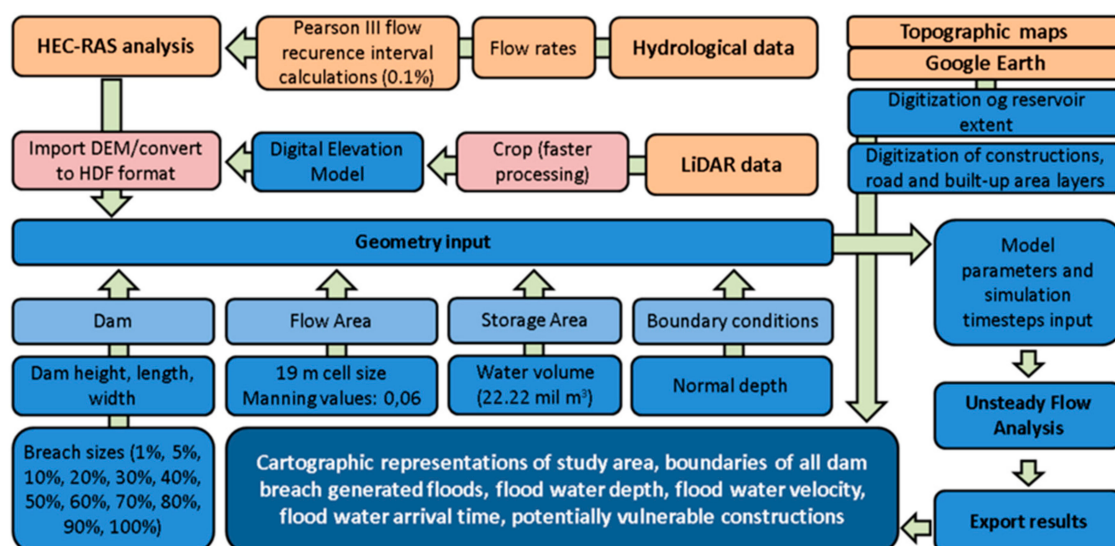 HEC-RAS analysis
Pearson III flow
recurence interval
calculations (0.1%)
Flow rates
Hydrological data
Topographic maps
Google Earth
Digitization og reservoir
extent
Digitization of constructions,
road and built-up area layers
Import DEM/convert
to HDF format
Digital Elevation
Model
Crop (faster
processing)
LiDAR data
Geometry input
Model
parameters and
simulation
timesteps input
Dam
Flow Area
Storage Area
Boundary conditions
Dam height, length,
width
19 m cell size
Manning values: 0,06
Water volume
(22.22 mil m³)
Normal depth
Unsteady Flow
Analysis
Breach sizes (1%, 5%,
10%, 20%, 30%, 40%,
50%, 60%, 70%, 80%,
90%, 100%)
Cartographic representations of study area, boundaries of all dam
breach generated floods, flood water depth, flood water velocity,
flood water arrival time, potentially vulnerable constructions
Export results